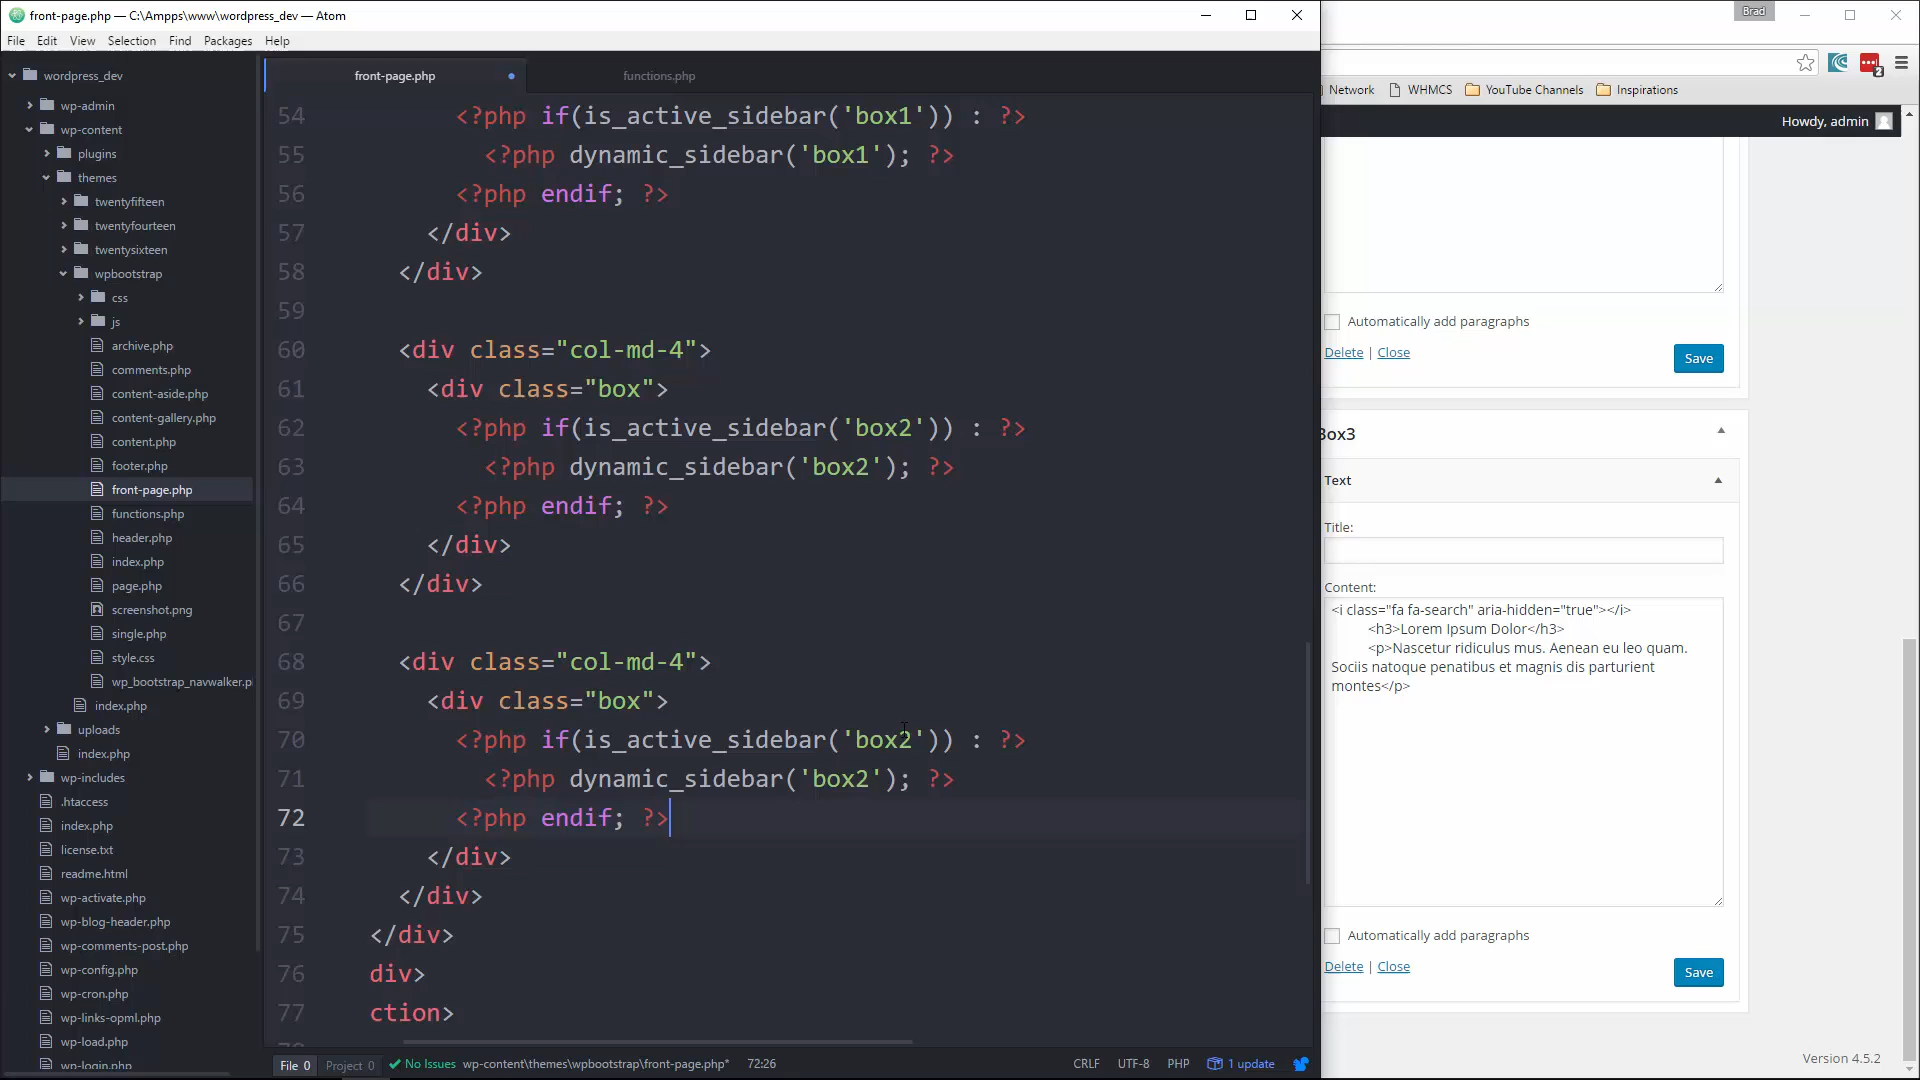 front-page.php — C:\Ampps\www\wordpress_dev — Atom
Brad
File Edit View Selection Find Packages Help
wordpress_dev
wp-admin
wp-content
plugins
themes
twentyfifteen
twentyfourteen
twentysixteen
wpbootstrap
css
js
archive.php
comments.php
content-aside.php
content-gallery.php
content.php
footer.php
front-page.php
functions.php
header.php
index.php
page.php
screenshot.png
single.php
style.css
wp_bootstrap_navwalker.p
index.php
uploads
index.php
wp-includes
.htaccess
index.php
license.txt
readme.html
wp-activate.php
wp-blog-header.php
wp-comments-post.php
wp-config.php
wp-cron.php
wp-links-opml.php
wp-load.php
wp-login.php
front-page.php functions.php
54 <?php if(is_active_sidebar('box1')) : ?>
55 <?php dynamic_sidebar('box1'); ?>
56 <?php endif; ?>
57 </div>
58 </div>
59
60 <div class="col-md-4">
61 <div class="box">
62 <?php if(is_active_sidebar('box2')) : ?>
63 <?php dynamic_sidebar('box2'); ?>
64 <?php endif; ?>
65 </div>
66 </div>
67
68 <div class="col-md-4">
69 <div class="box">
70 <?php if(is_active_sidebar('box2')) : ?>
71 <?php dynamic_sidebar('box2'); ?>
72 <?php endif; ?>
73 </div>
74 </div>
75 </div>
76 div>
77 ction>
File 0 Project 0 No Issues wp-content\themes\wpbootstrap\front-page.php* 72:26 CRLF UTF-8 PHP 1 update
2
Network WHMCS YouTube Channels Inspirations
Howdy, admin
Automatically add paragraphs
Delete | Close
Save
Box3
Text
Title:
Content:
<i class="fa fa-search" aria-hidden="true"></i>
<h3>Lorem Ipsum Dolor</h3>
<p>Nascetur ridiculus mus. Aenean eu leo quam.
Sociis natoque penatibus et magnis dis parturient
montes</p>
Automatically add paragraphs
Delete | Close
Save
Version 4.5.2